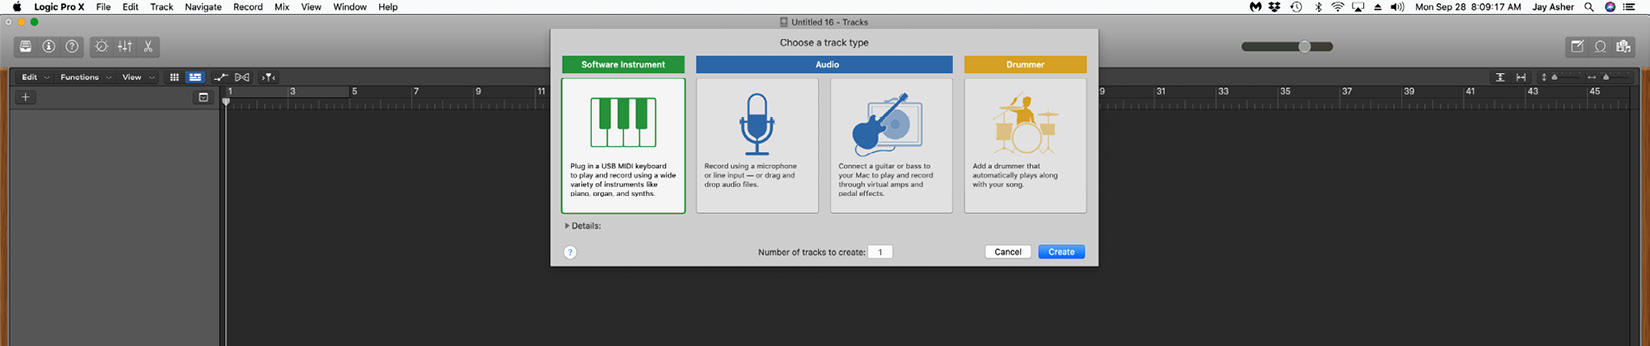 Logic Pro X File Edit Track Navigate Record Mix View Window Help Mon Sep 28 8:09:17 AM Jay Asher
Untitled 16 - Tracks
Choose a track type
Software Instrument Audio Drummer
Edit Functions View
1 3 5 7 9 11 29 31 33 35 37 39 41 43 45
Plug in a USB MIDI keyboard
to play and record using a wide
variety of instruments like
piano, organ, and synths.
Record using a microphone
or line input — or drag and
drop audio files.
Connect a guitar or bass to
your Mac to play and record
through virtual amps and
pedal effects.
Add a drummer that
automatically plays along
with your song.
Details:
? Number of tracks to create: 1 Cancel Create